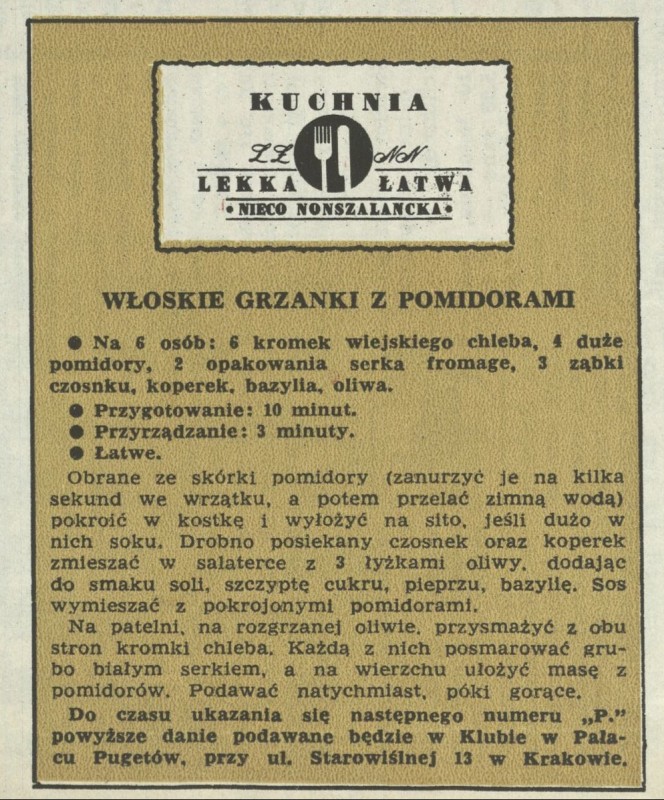 KUCHNIA
ŁŁ NN
LEKKA ŁATWA
• NIECO NONSZALANCKA •
WŁOSKIE GRZANKI Z POMIDORAMI
● Na 6 osób: 6 kromek wiejskiego chleba, 4 duże
pomidory, 2 opakowania serka fromage, 3 ząbki
czosnku, koperek, bazylia, oliwa.
● Przygotowanie: 10 minut.
● Przyrządzanie: 3 minuty.
● Łatwe.
Obrane ze skórki pomidory (zanurzyć je na kilka
sekund we wrzątku, a potem przelać zimną wodą)
pokroić w kostkę i wyłożyć na sito, jeśli dużo w
nich soku. Drobno posiekany czosnek oraz koperek
zmieszać w salaterce z 3 łyżkami oliwy, dodając
do smaku soli, szczyptę cukru, pieprzu, bazylię. Sos
wymieszać z pokrojonymi pomidorami.
Na patelni, na rozgrzanej oliwie, przysmażyć z obu
stron kromki chleba. Każdą z nich posmarować gru-
bo białym serkiem, a na wierzchu ułożyć masę z
pomidorów. Podawać natychmiast, póki gorące.
Do czasu ukazania się następnego numeru „P.”
powyższe danie podawane będzie w Klubie w Pała-
cu Pugetów, przy ul. Starowiślnej 13 w Krakowie.